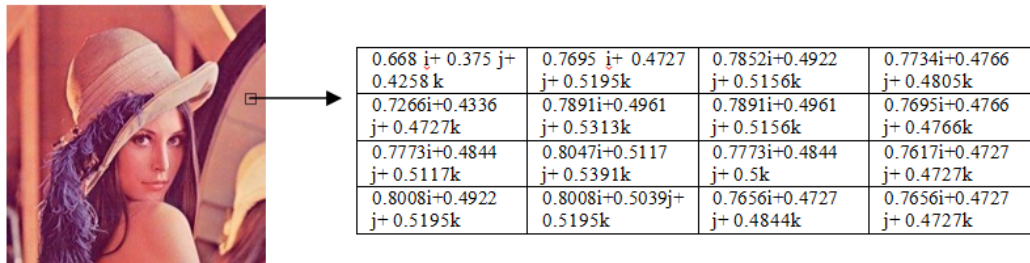 0.668 i+ 0.375 j+ 0.4258 k
0.7695 i+ 0.4727 j+ 0.5195k
0.7852i+0.4922 j+ 0.5156k
0.7734i+0.4766 j+ 0.4805k
0.7266i+0.4336 j+ 0.4727k
0.7891i+0.4961 j+ 0.5313k
0.7891i+0.4961 j+ 0.5156k
0.7695i+0.4766 j+ 0.4766k
0.7773i+0.4844 j+ 0.5117k
0.8047i+0.5117 j+ 0.5391k
0.7773i+0.4844 j+ 0.5k
0.7617i+0.4727 j+ 0.4727k
0.8008i+0.4922 j+ 0.5195k
0.8008i+0.5039j+ 0.5195k
0.7656i+0.4727 j+ 0.4844k
0.7656i+0.4727 j+ 0.4727k